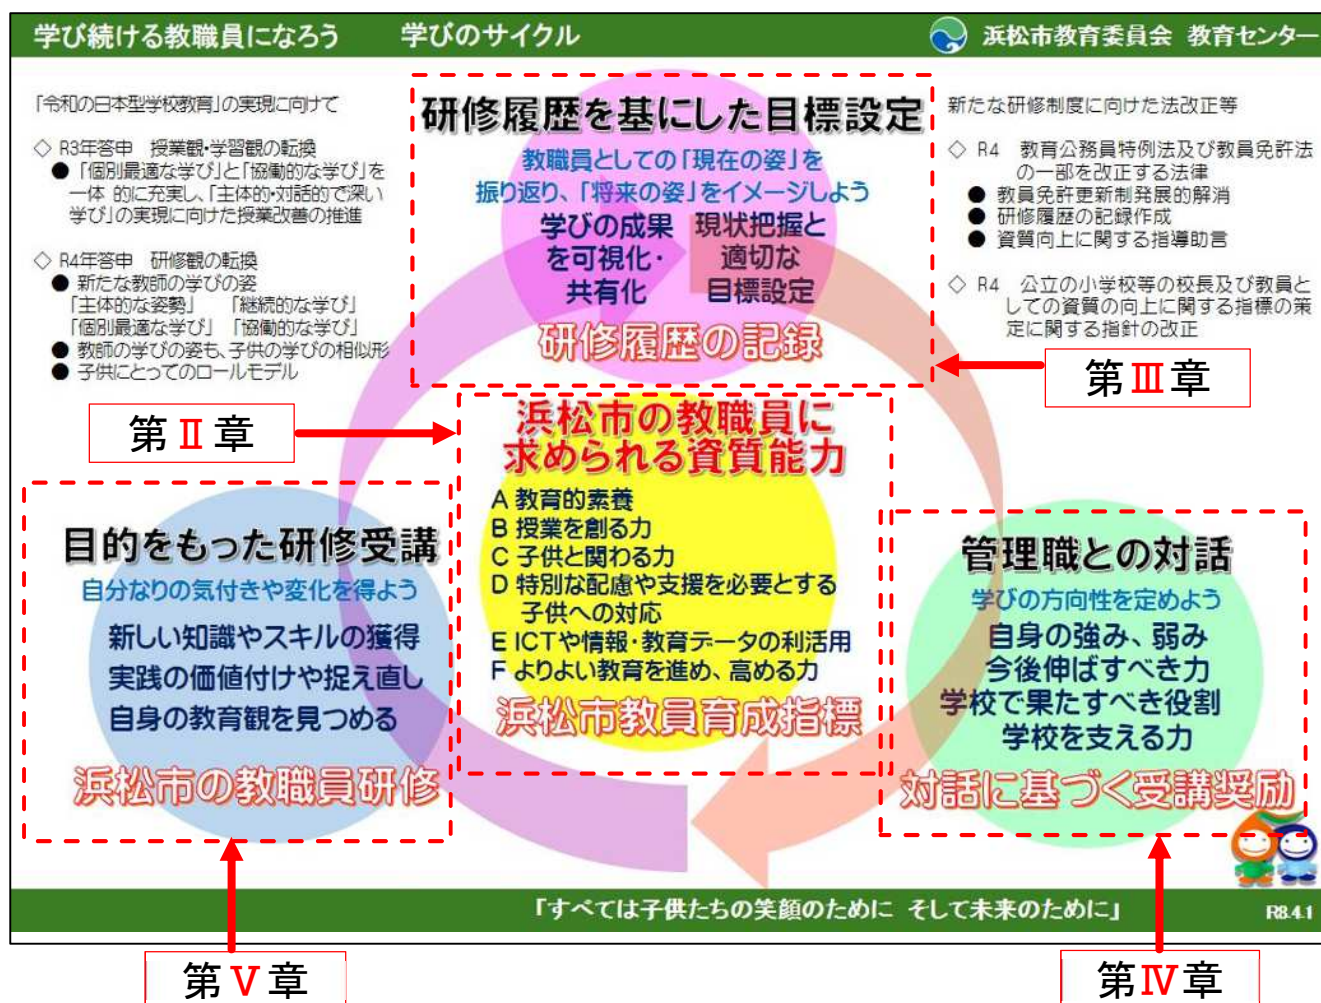 学び続ける教職員になろう　学びのサイクル
浜松市教育委員会 教育センター
「令和の日本型学校教育」の実現に向けて
◇ R3年答申　授業観・学習観の転換
● 「個別最適な学び」と「協働的な学び」を
一体 的に充実し、「主体的・対話的で深い
学び」の実現に向けた授業改善の推進
◇ R4年答申　研修観の転換
● 新たな教師の学びの姿
「主体的な姿勢」　「継続的な学び」
「個別最適な学び」「協働的な学び」
● 教師の学びの姿も、子供の学びの相似形
● 子供にとってのロールモデル
研修履歴を基にした目標設定
教職員としての「現在の姿」を
振り返り、「将来の姿」をイメージしよう
学びの成果
を可視化・
共有化
現状把握と
適切な
目標設定
研修履歴の記録
新たな研修制度に向けた法改正等
◇ R4　教育公務員特例法及び教員免許法
の一部を改正する法律
● 教員免許更新制発展的解消
● 研修履歴の記録作成
● 資質向上に関する指導助言
◇ R4　公立の小学校等の校長及び教員と
しての資質の向上に関する指標の策
定に関する指針の改正
第Ⅲ章
第Ⅱ章
浜松市の教職員に
求められる資質能力
A 教育的素養
B 授業を創る力
C 子供と関わる力
D 特別な配慮や支援を必要とする
子供への対応
E ICTや情報・教育データの利活用
F よりよい教育を進め、高める力
浜松市教員育成指標
目的をもった研修受講
自分なりの気付きや変化を得よう
新しい知識やスキルの獲得
実践の価値付けや捉え直し
自身の教育観を見つめる
浜松市の教職員研修
管理職との対話
学びの方向性を定めよう
自身の強み、弱み
今後伸ばすべき力
学校で果たすべき役割
学校を支える力
対話に基づく受講奨励
「すべては子供たちの笑顔のために そして未来のために」
R8.4.1
第Ⅴ章
第Ⅳ章